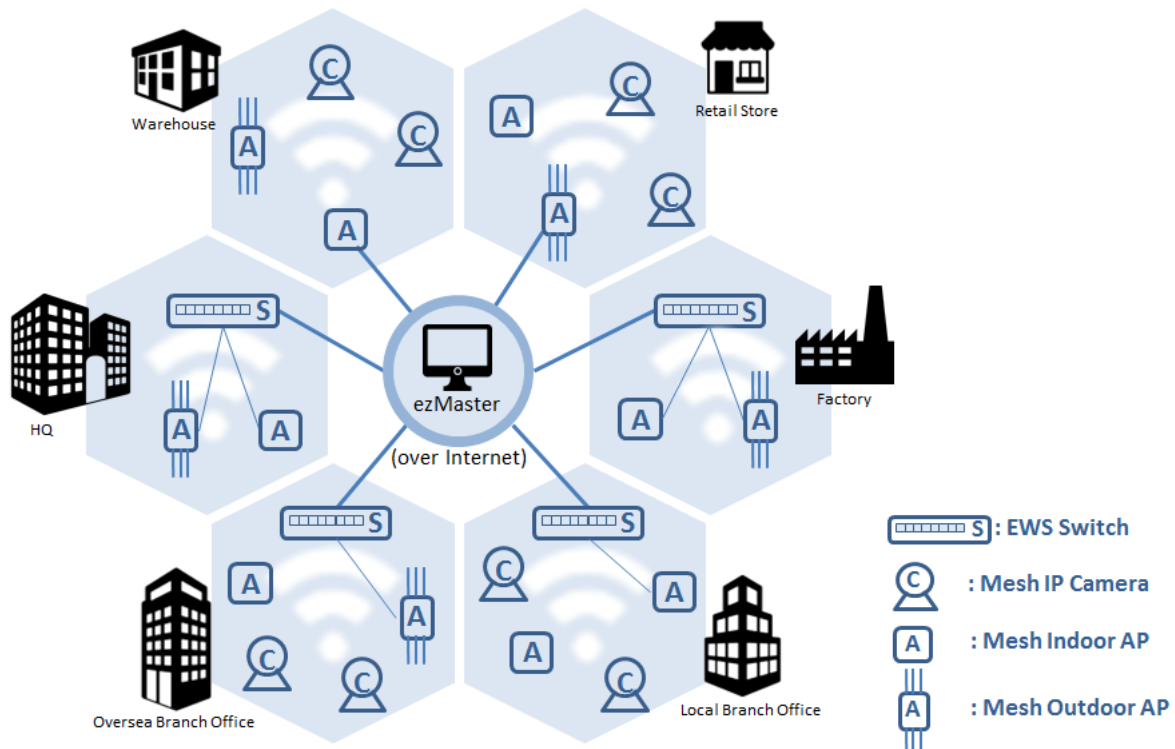 C
Warehouse
A
C
A
Retail Store
A
C
A
C
HQ
S
A
A
ezMaster
(over Internet)
S
A
A
Factory
S
A
A
C
C
Oversea Branch Office
S
C
A
A
C
Local Branch Office
S : EWS Switch
C : Mesh IP Camera
A : Mesh Indoor AP
A : Mesh Outdoor AP